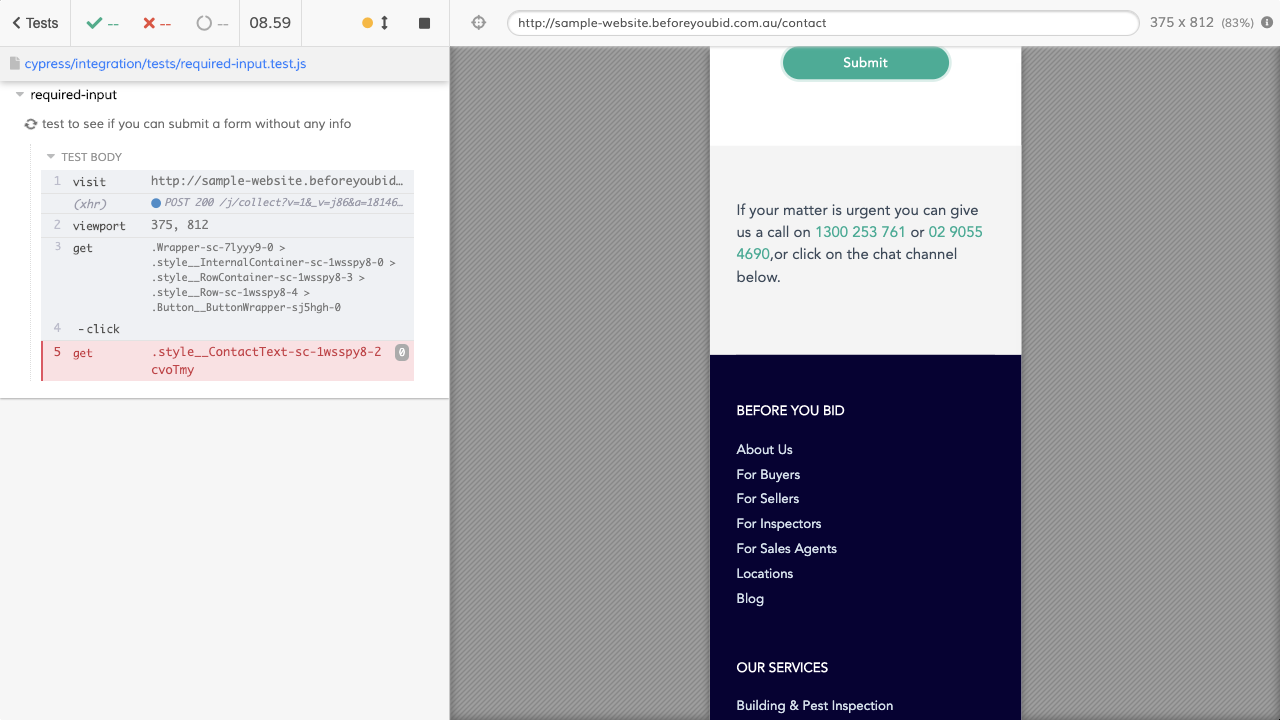 Tests
--
--
--
08.59
http://sample-website.beforeyoubid.com.au/contact
375 x 812 (83%)
cypress/integration/tests/required-input.test.js
required-input
test to see if you can submit a form without any info
TEST BODY
1 visit http://sample-website.beforeyoubid…
(xhr) POST 200 /j/collect?v=1&_v=j86&a=18146…
2 viewport 375, 812
3 get .Wrapper-sc-7lyyy9-0 >
.style__InternalContainer-sc-1wsspy8-0 >
.style__RowContainer-sc-1wsspy8-3 >
.style__Row-sc-1wsspy8-4 >
.Button__ButtonWrapper-sj5hgh-0
4 -click
5 get .style__ContactText-sc-1wsspy8-2 0
cvoTmy
Submit
If your matter is urgent you can give
us a call on 1300 253 761 or 02 9055
4690,or click on the chat channel
below.
BEFORE YOU BID
About Us
For Buyers
For Sellers
For Inspectors
For Sales Agents
Locations
Blog
OUR SERVICES
Building & Pest Inspection